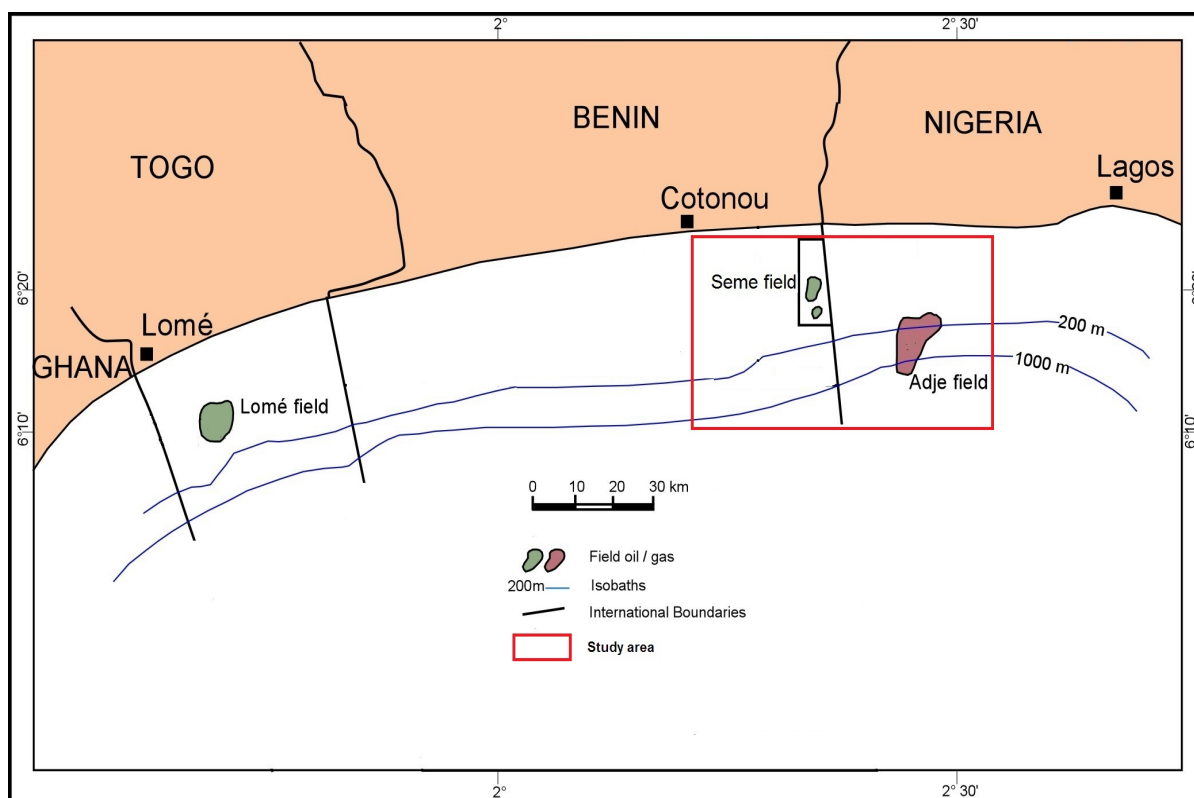 2°
2° 30'
BENIN
NIGERIA
TOGO
Lagos
Cotonou
6°20'
Seme field
Lomé
200 m
GHANA
1000 m
Adje field
Lomé field
6°10'
6°10'
0 10 20 30 km
Field oil / gas
200m
Isobaths
International Boundaries
Study area
2°
2° 30'